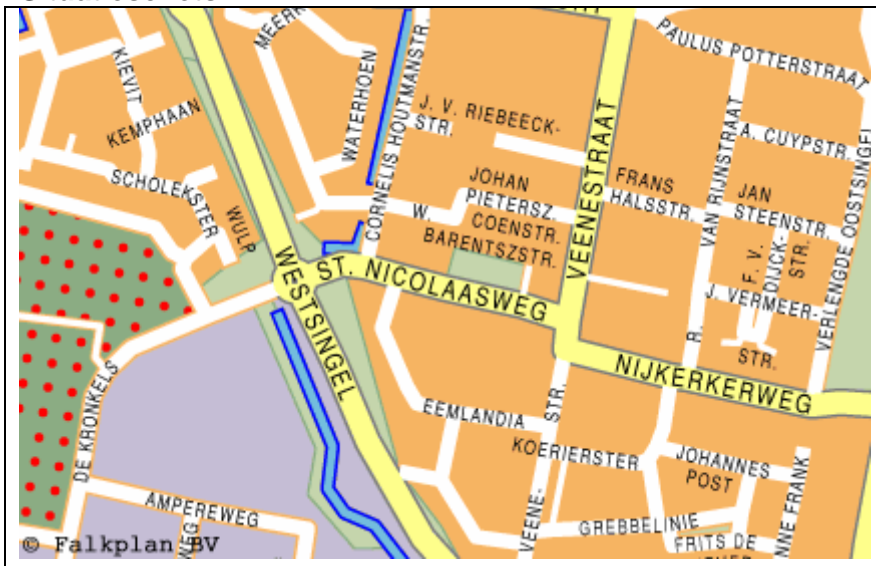 MEERK
PAULUS POTTERSTRAAT
KIEVIT
KEMPHAAN
WATERHOEN
CORNELIS HOUTMANSTR.
J. V. RIEBEECK-
STR.
VEENESTRAAT
VAN RIJNSTRAAT
A. CUYPSTR.
SCHOLEKSTER
WULP
JOHAN
PIETERSZ.
COENSTR.
W.
BARENTSZSTR.
FRANS
HALSSTR.
JAN
STEENSTR.
F. V.
DIJCK-
STR.
VERLENGDE OOSTSINGEL
WESTSINGEL
ST. NICOLAASWEG
J. VERMEER-
STR.
R.
NIJKERKERWEG
DE KRONKELS
EEMLANDIA
STR.
KOERIERSTER
JOHANNES
POST
NNE FRANK
AMPEREWEG
WEG
VEENE-
GREBBELINIE
FRITS DE
© Falkplan BV